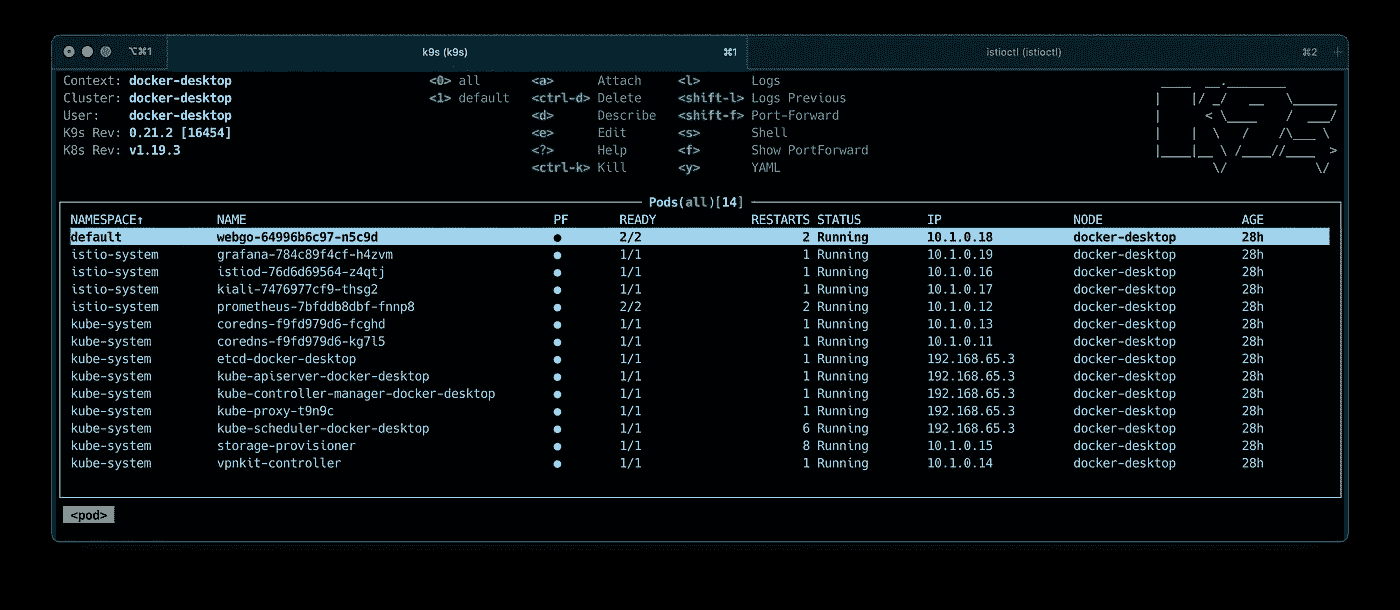 ⌥⌘1 k9s (k9s) ⌘1 istioctl (istioctl) ⌘2 +
Context: docker-desktop <0> all <a> Attach <l> Logs
Cluster: docker-desktop <1> default <ctrl-d> Delete <shift-l> Logs Previous
User: docker-desktop <d> Describe <shift-f> Port-Forward
K9s Rev: 0.21.2 [16454] <e> Edit <s> Shell
K8s Rev: v1.19.3 <?> Help <f> Show PortForward
<ctrl-k> Kill <y> YAML
Pods(all)[14]
NAMESPACE↑ NAME PF READY RESTARTS STATUS IP NODE AGE
default webgo-64996b6c97-n5c9d ● 2/2 2 Running 10.1.0.18 docker-desktop 28h
istio-system grafana-784c89f4cf-h4zvm ● 1/1 1 Running 10.1.0.19 docker-desktop 28h
istio-system istiod-76d6d69564-z4qtj ● 1/1 1 Running 10.1.0.16 docker-desktop 28h
istio-system kiali-7476977cf9-thsg2 ● 1/1 1 Running 10.1.0.17 docker-desktop 28h
istio-system prometheus-7bfddb8dbf-fnnp8 ● 2/2 2 Running 10.1.0.12 docker-desktop 28h
kube-system coredns-f9fd979d6-fcghd ● 1/1 1 Running 10.1.0.13 docker-desktop 28h
kube-system coredns-f9fd979d6-kg7l5 ● 1/1 1 Running 10.1.0.11 docker-desktop 28h
kube-system etcd-docker-desktop ● 1/1 1 Running 192.168.65.3 docker-desktop 28h
kube-system kube-apiserver-docker-desktop ● 1/1 1 Running 192.168.65.3 docker-desktop 28h
kube-system kube-controller-manager-docker-desktop ● 1/1 1 Running 192.168.65.3 docker-desktop 28h
kube-system kube-proxy-t9n9c ● 1/1 1 Running 192.168.65.3 docker-desktop 28h
kube-system kube-scheduler-docker-desktop ● 1/1 6 Running 192.168.65.3 docker-desktop 28h
kube-system storage-provisioner ● 1/1 8 Running 10.1.0.15 docker-desktop 28h
kube-system vpnkit-controller ● 1/1 1 Running 10.1.0.14 docker-desktop 28h
<pod>